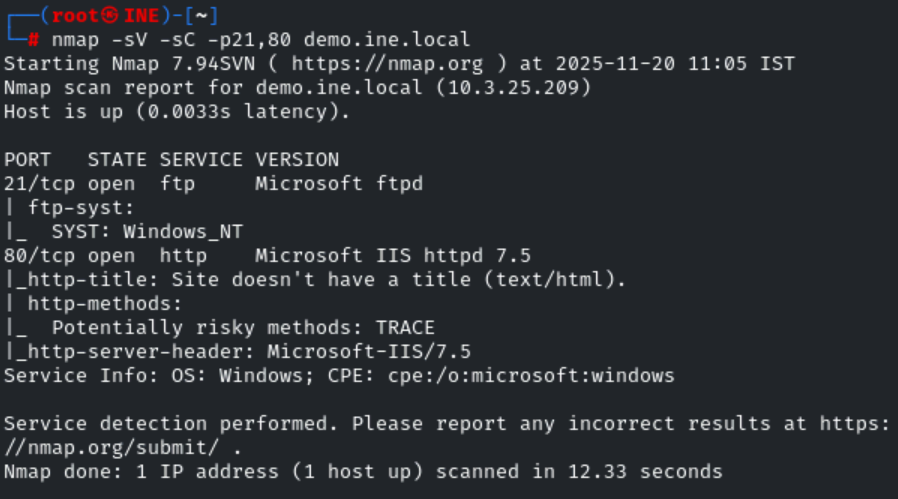 ┌──(root㉿INE)-[~]
└─# nmap -sV -sC -p21,80 demo.ine.local
Starting Nmap 7.94SVN ( https://nmap.org ) at 2025-11-20 11:05 IST
Nmap scan report for demo.ine.local (10.3.25.209)
Host is up (0.0033s latency).

PORT   STATE SERVICE VERSION
21/tcp open  ftp     Microsoft ftpd
| ftp-syst:
|_  SYST: Windows_NT
80/tcp open  http    Microsoft IIS httpd 7.5
|_http-title: Site doesn't have a title (text/html).
| http-methods:
|_  Potentially risky methods: TRACE
|_http-server-header: Microsoft-IIS/7.5
Service Info: OS: Windows; CPE: cpe:/o:microsoft:windows

Service detection performed. Please report any incorrect results at https:
//nmap.org/submit/ .
Nmap done: 1 IP address (1 host up) scanned in 12.33 seconds